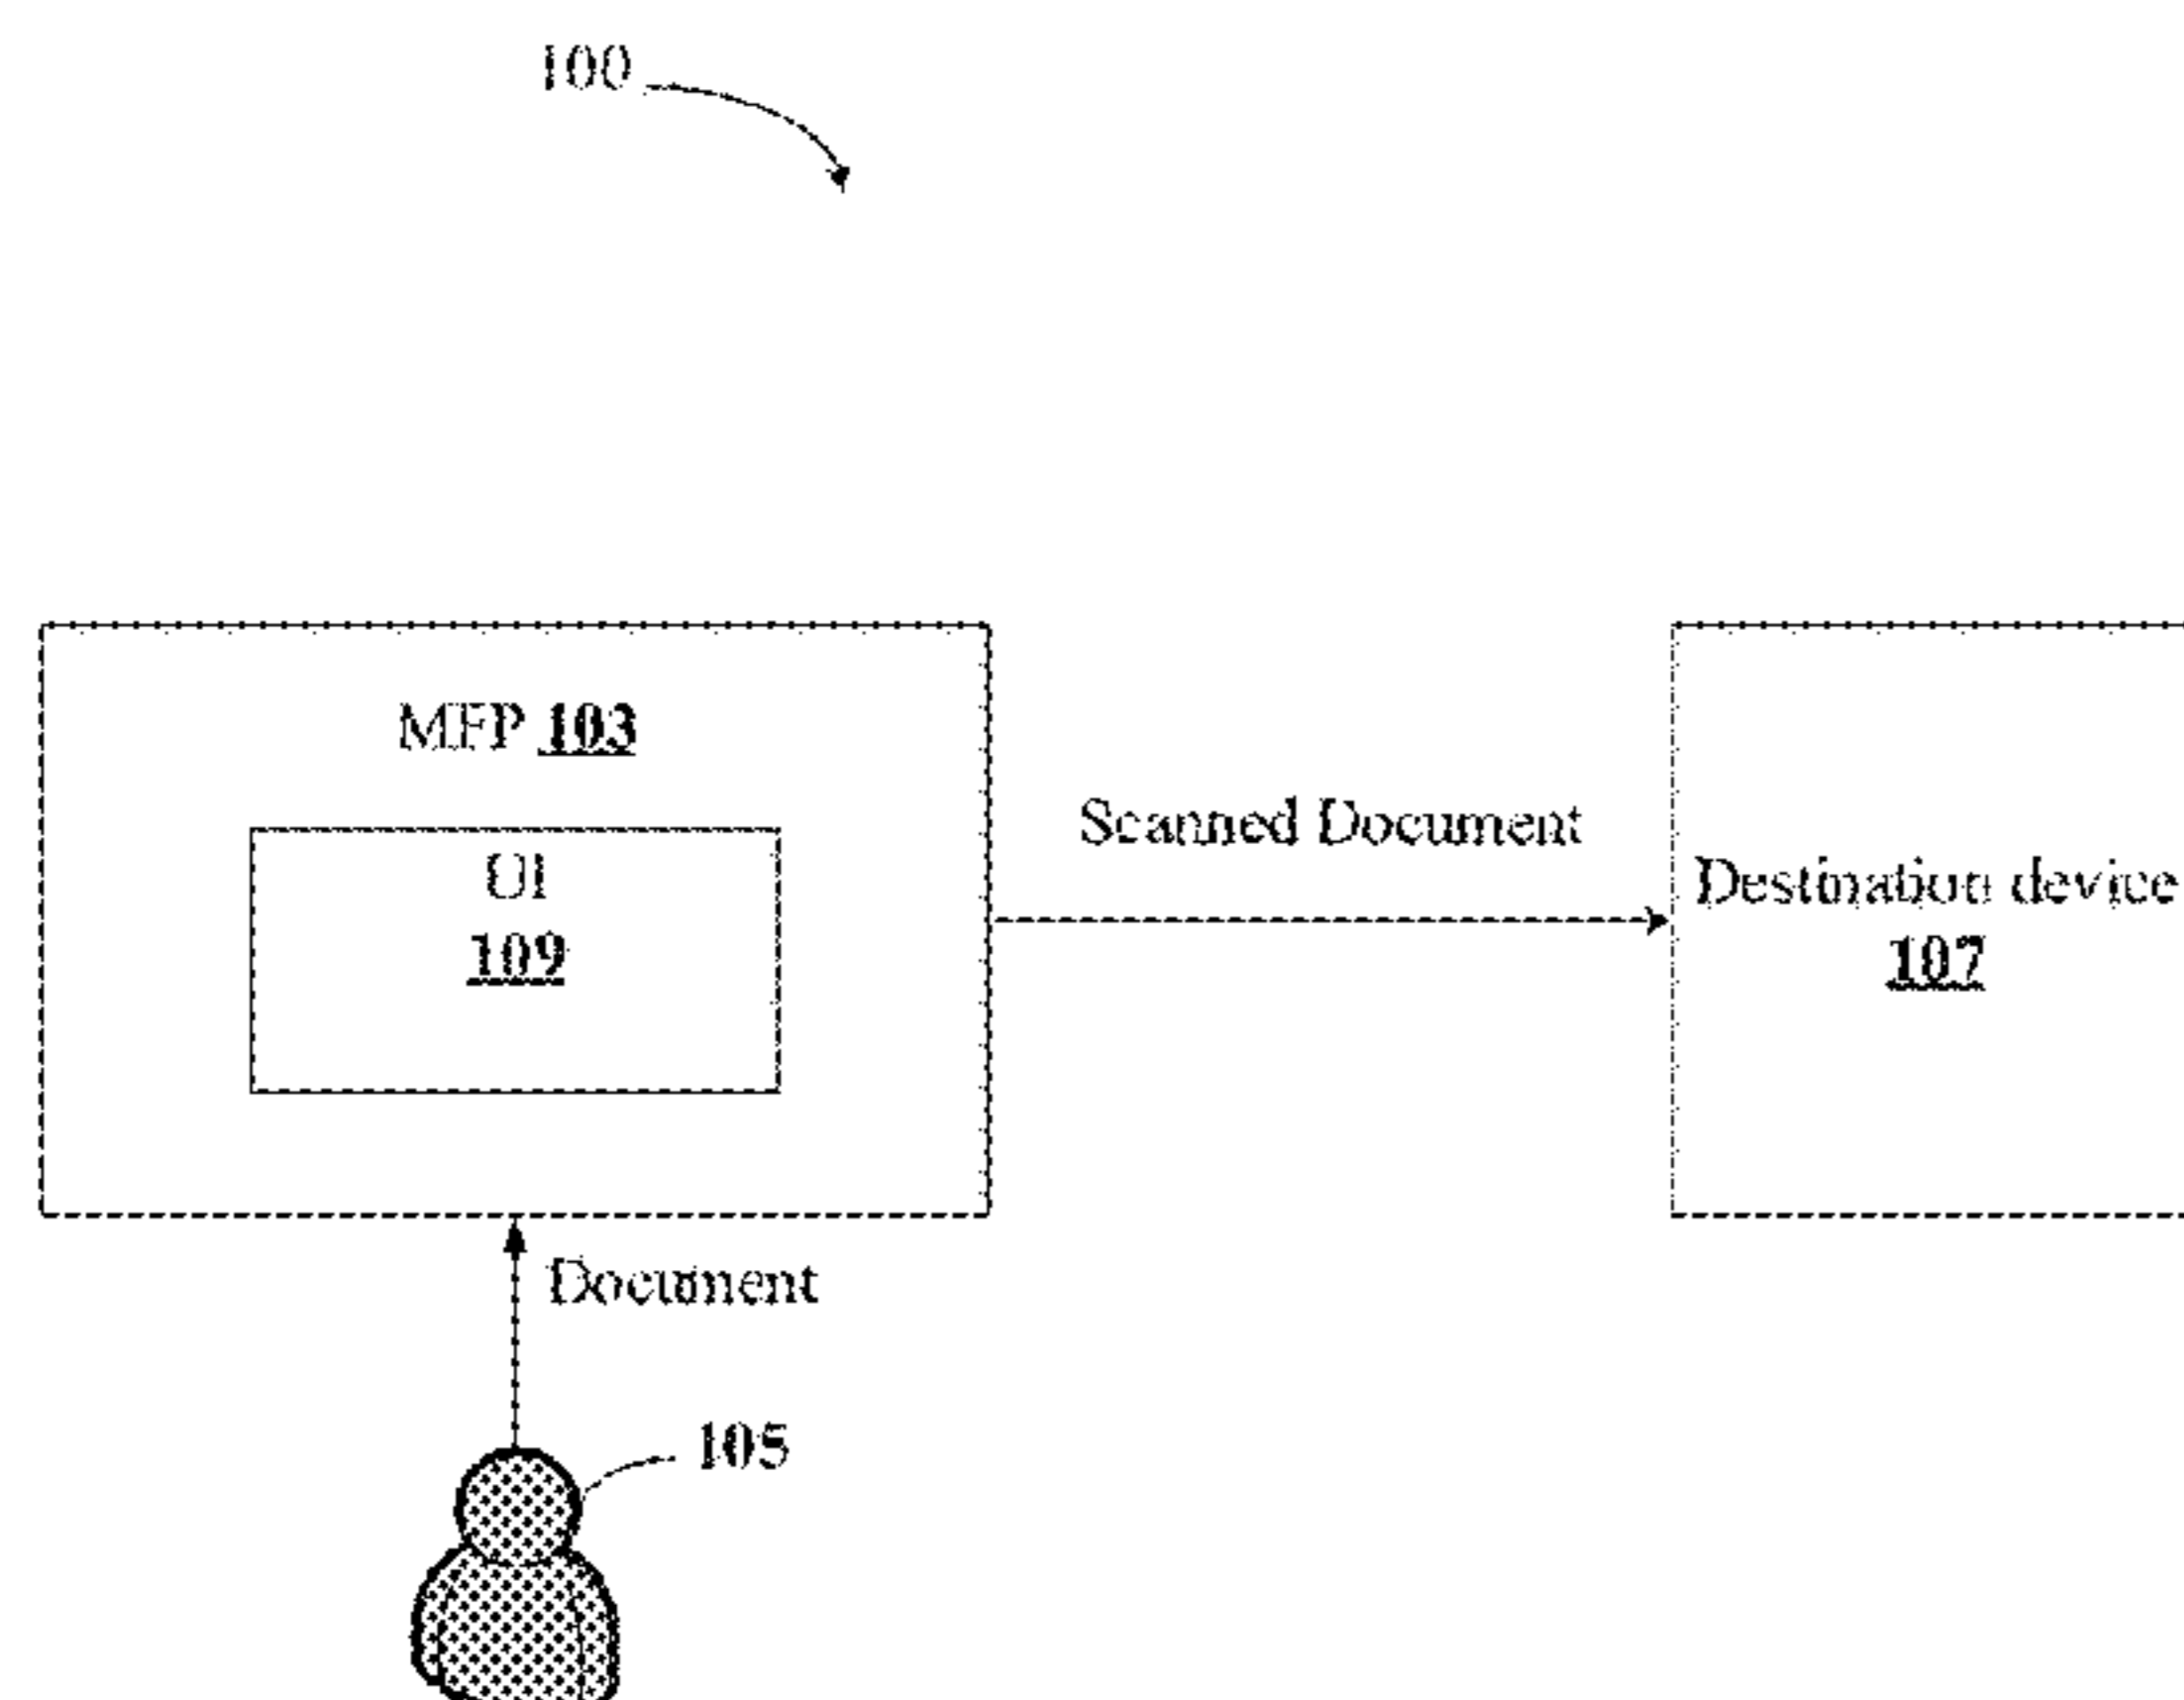 100
MFP 103
UI
109
Scanned Document
Destination device
107
Document
105